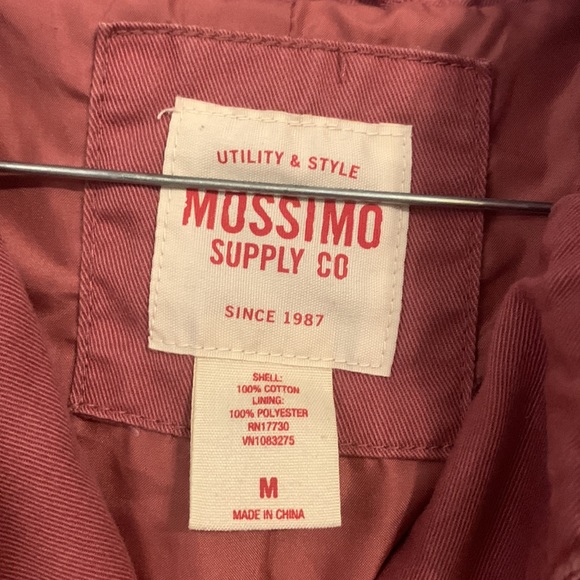 UTILITY & STYLE
MOSSIMO
SUPPLY CO
SINCE 1987
SHELL:
100% COTTON
LINING:
100% POLYESTER
RN17730
VN1083275
M
MADE IN CHINA